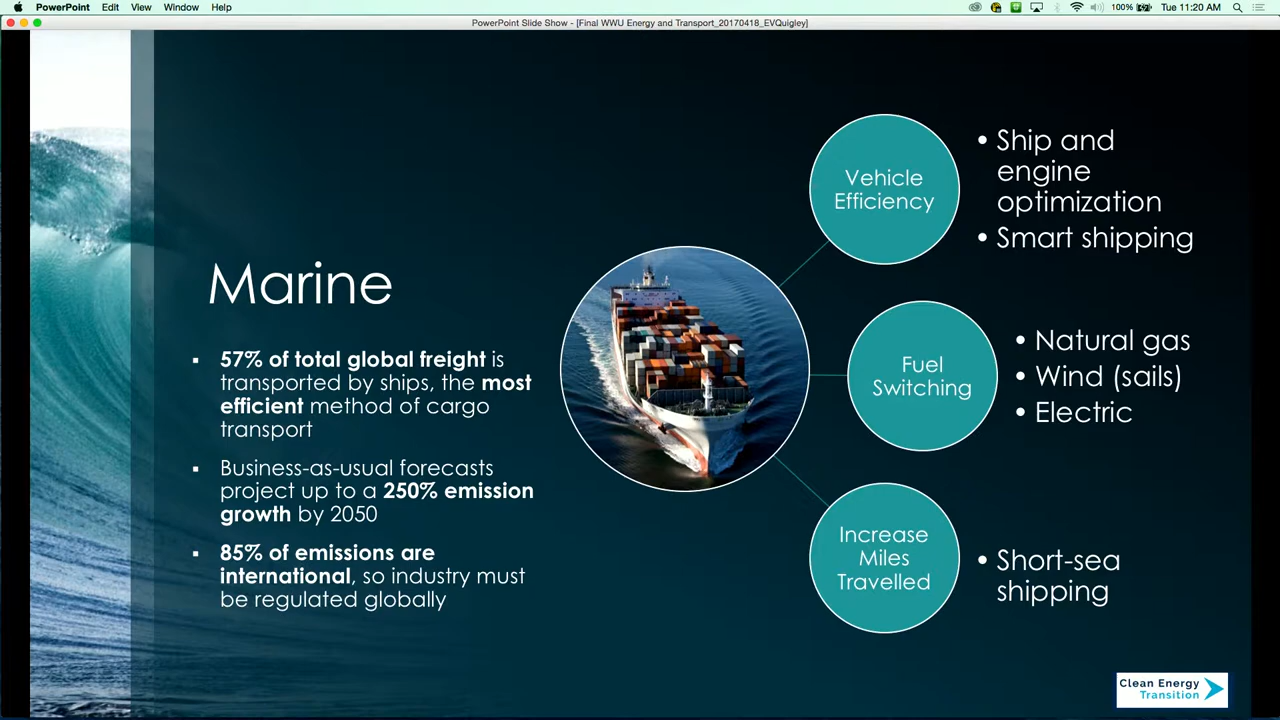 PowerPoint Edit View Window Help
100% Tue 11:20 AM
PowerPoint Slide Show - [Final WWU Energy and Transport_20170418_EVQuigley]
Marine
▪ 57% of total global freight is
transported by ships, the most
efficient method of cargo
transport
▪ Business-as-usual forecasts
project up to a 250% emission
growth by 2050
▪ 85% of emissions are
international, so industry must
be regulated globally
Vehicle
Efficiency
• Ship and
engine
optimization
• Smart shipping
Fuel
Switching
• Natural gas
• Wind (sails)
• Electric
Increase
Miles
Travelled
• Short-sea
shipping
Clean Energy
Transition